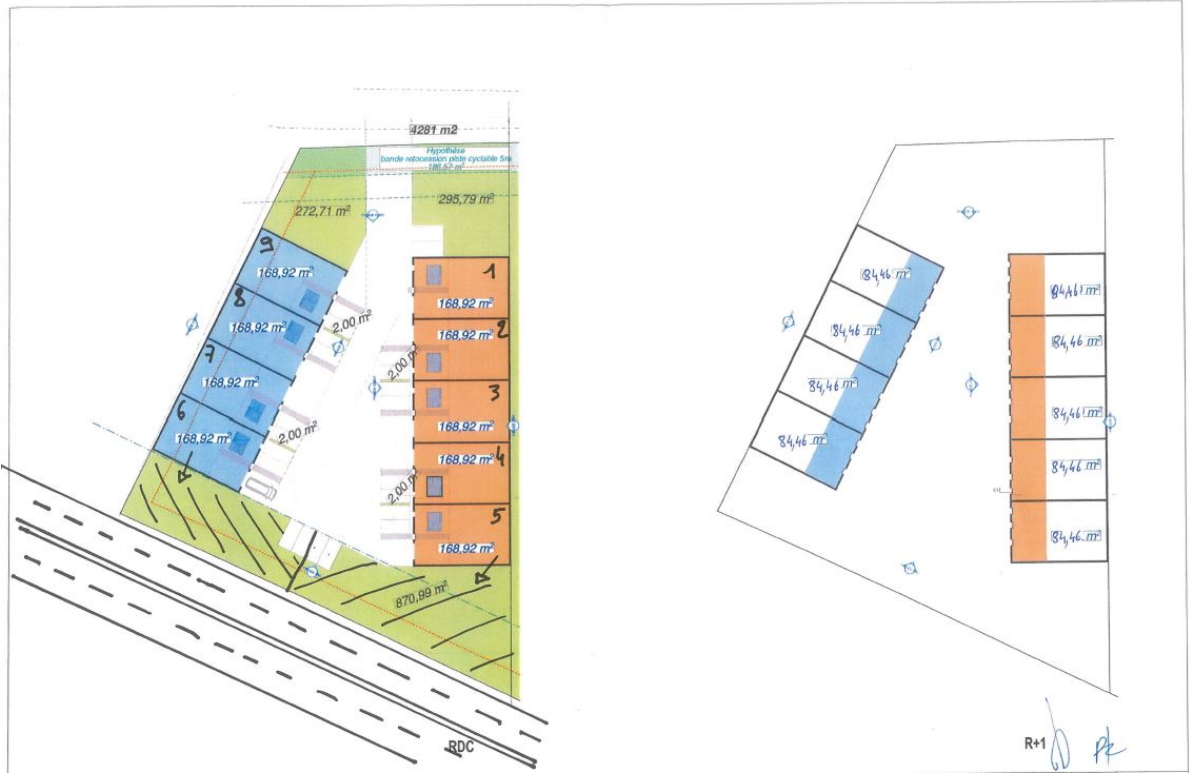 4281 m2
Hypothèse
bande retocession piste cyclable 5m
188,57 m²
272,71 m²
295,79 m²
9
168,92 m²
8
168,92 m²
7
168,92 m²
6
168,92 m²
2,00 m²
2,00 m²
1
168,92 m²
2
168,92 m²
2,00 m²
3
168,92 m²
4
168,92 m²
2,00 m²
5
168,92 m²
870,99 m²
RDC
84,46 m²
84,46 m²
84,46 m²
84,46 m²
84,46 m²
84,46 m²
84,46 m²
84,46 m²
84,46 m²
R+1